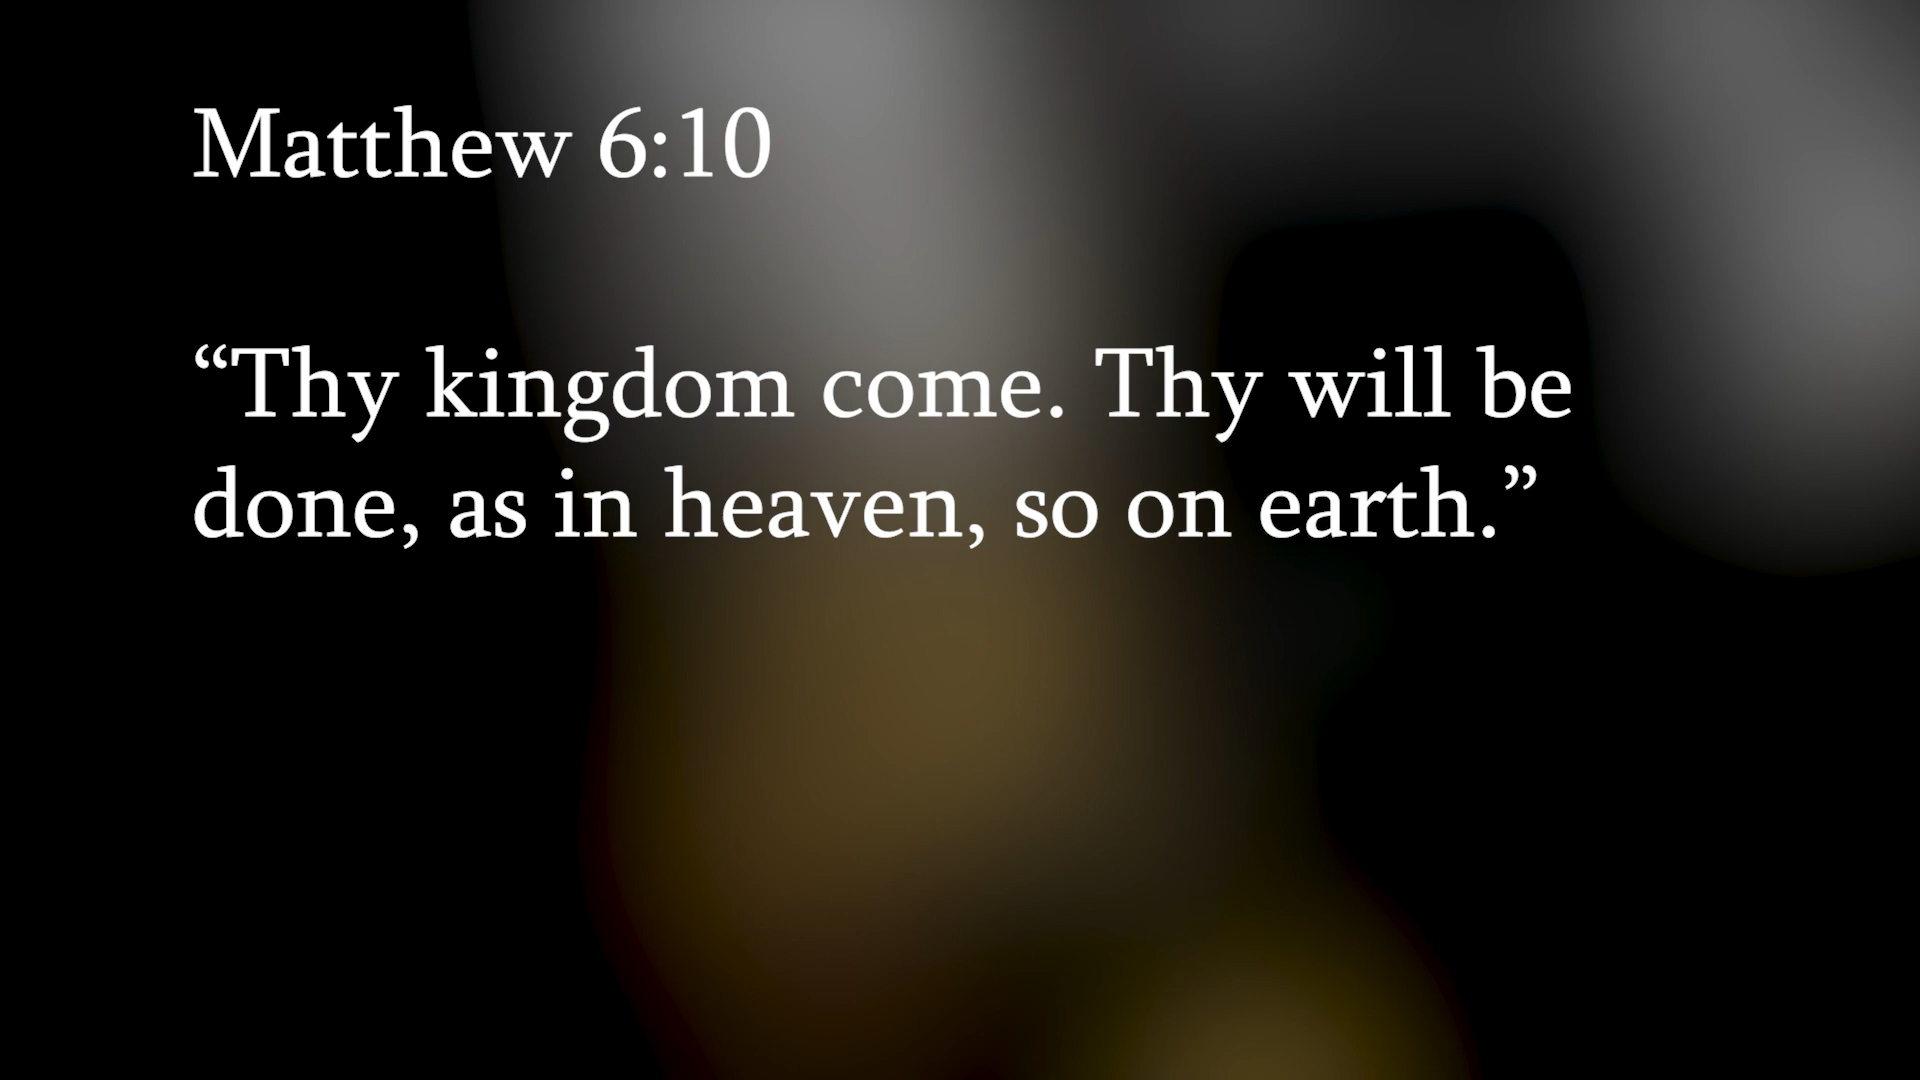 Matthew 6:10
“Thy kingdom come. Thy will be
done, as in heaven, so on earth.”